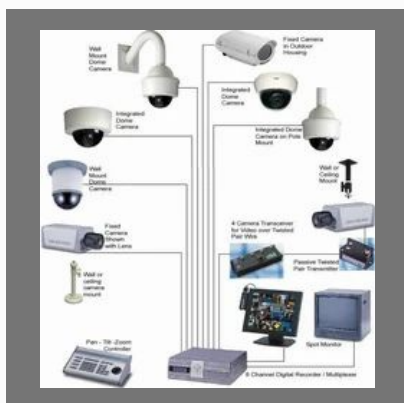 Wall
Mount
Dome
Camera
Fixed Camera
in Outdoor
Housing
Integrated
Dome
Camera
Integrated
Dome
Camera
Integrated Dome
Camera on Pole
Mount
Wall
Mount
Dome
Camera
Wall or
Ceiling
Mount
Fixed
Camera
Shown
with Lens
4 Camera Transceiver
for Video over Twisted
Pair Wire
Passive Twisted
Pair Transmitter
Wall or
ceiling
camera
mount
Pan - Tilt -Zoom
Controller
Spot Monitor
Channel Digital Recorder / Multiplexer